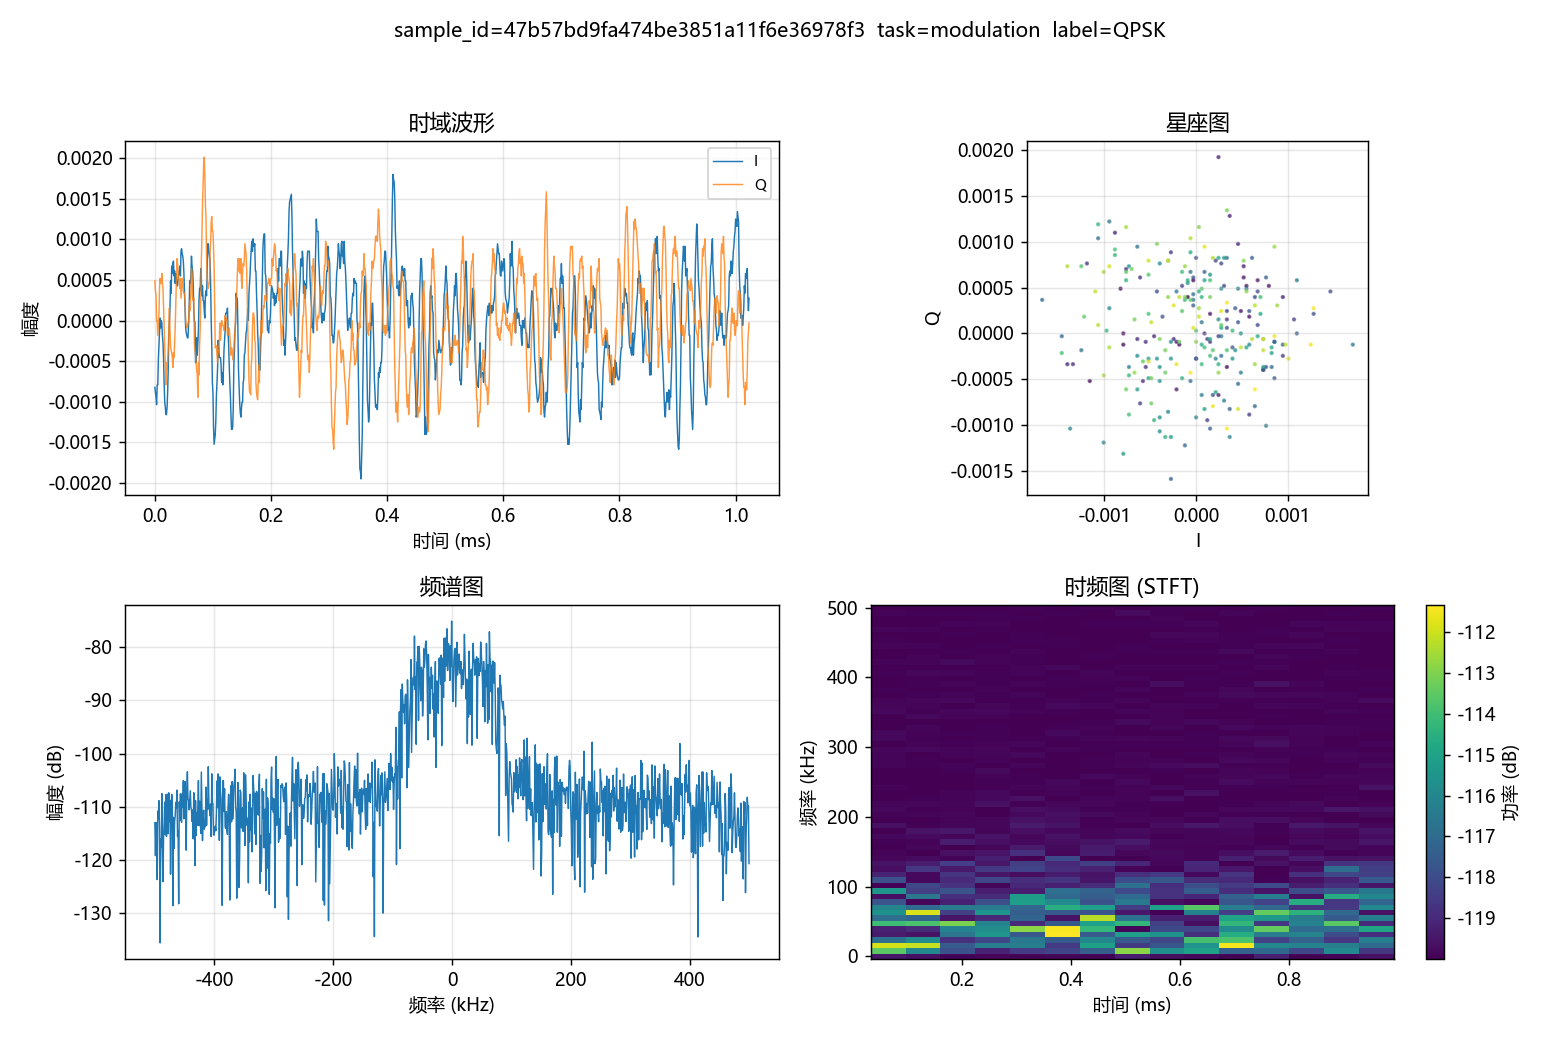 sample_id=47b57bd9fa474be3851a11f6e36978f3 task=modulation label=QPSK
时域波形
0.0020
0.0015
0.0010
0.0005
0.0000
-0.0005
-0.0010
-0.0015
-0.0020
幅度
0.0 0.2 0.4 0.6 0.8 1.0
时间 (ms)
I
Q
星座图
0.0020
0.0015
0.0010
0.0005
0.0000
-0.0005
-0.0010
-0.0015
Q
-0.001 0.000 0.001
I
频谱图
-80
-90
-100
-110
-120
-130
幅度 (dB)
-400 -200 0 200 400
频率 (kHz)
时频图 (STFT)
500
400
300
200
100
0
频率 (kHz)
0.2 0.4 0.6 0.8
时间 (ms)
-112
-113
-114
-115
-116
-117
-118
-119
功率 (dB)